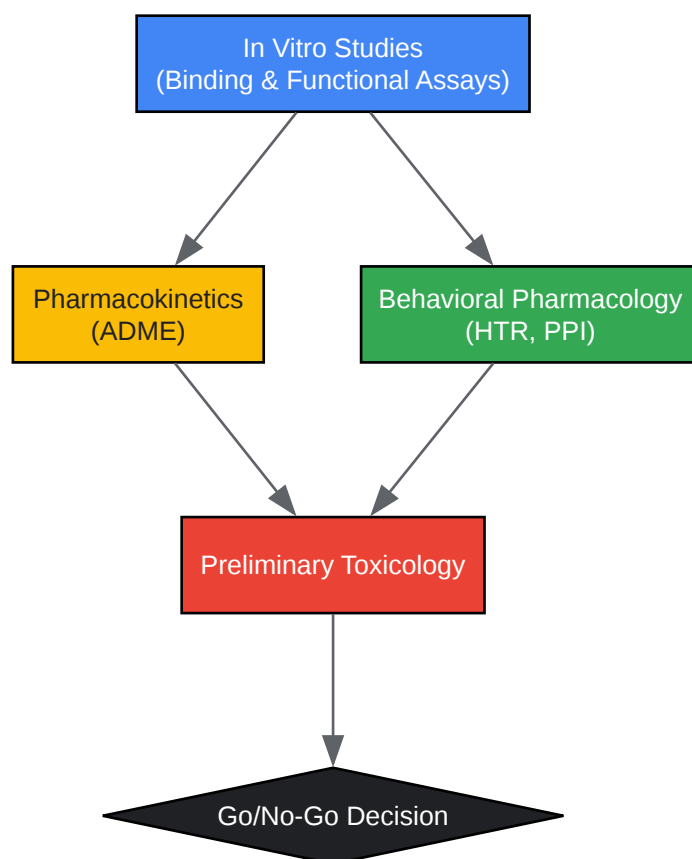 In Vitro Studies
(Binding & Functional Assays)
Pharmacokinetics
(ADME)
Behavioral Pharmacology
(HTR, PPI)
Preliminary Toxicology
Go/No-Go Decision